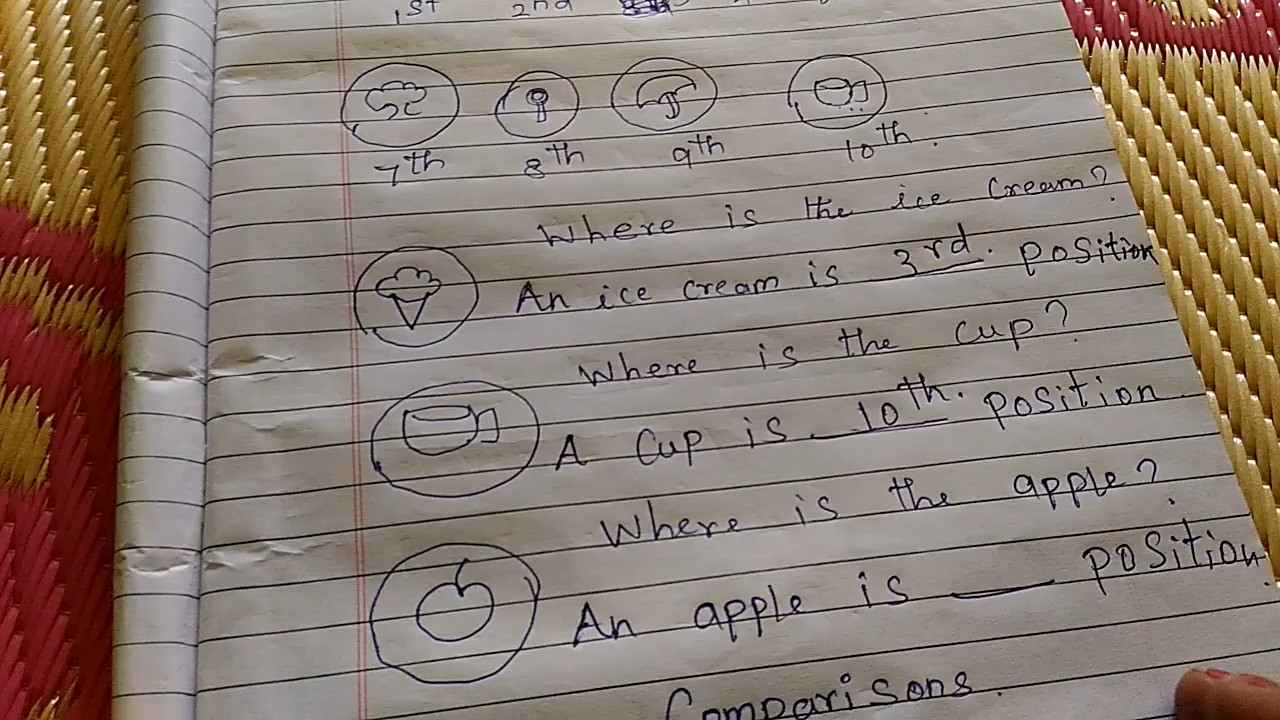 1st 2nd
7th 8th 9th 10th.
Where is the ice cream?
An ice cream is 3rd. position
Where is the cup?
A Cup is 10th. position
Where is the apple?
An apple is ___ position.
Comparisons.